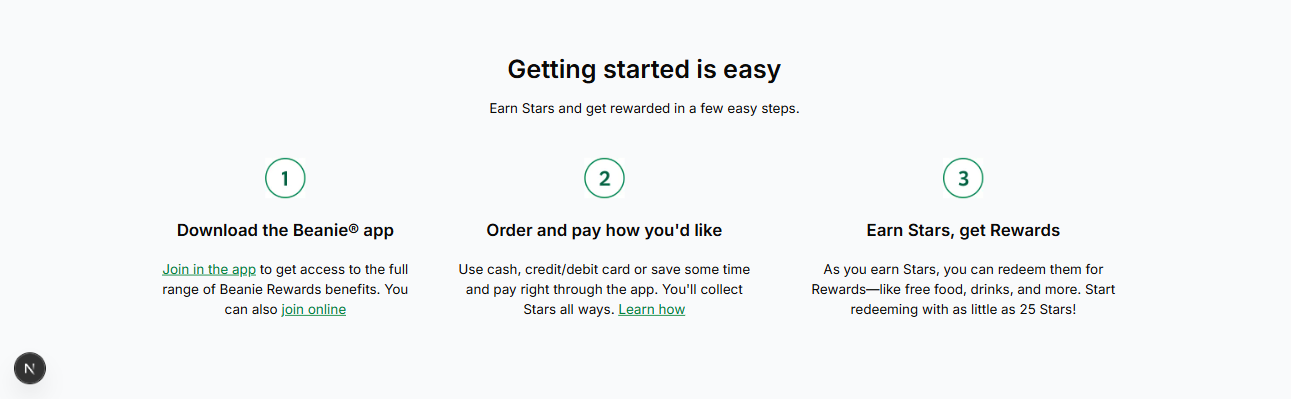 Getting started is easy
Earn Stars and get rewarded in a few easy steps.
1
Download the Beanie® app
Join in the app to get access to the full
range of Beanie Rewards benefits. You
can also join online
2
Order and pay how you'd like
Use cash, credit/debit card or save some time
and pay right through the app. You'll collect
Stars all ways. Learn how
3
Earn Stars, get Rewards
As you earn Stars, you can redeem them for
Rewards—like free food, drinks, and more. Start
redeeming with as little as 25 Stars!
N